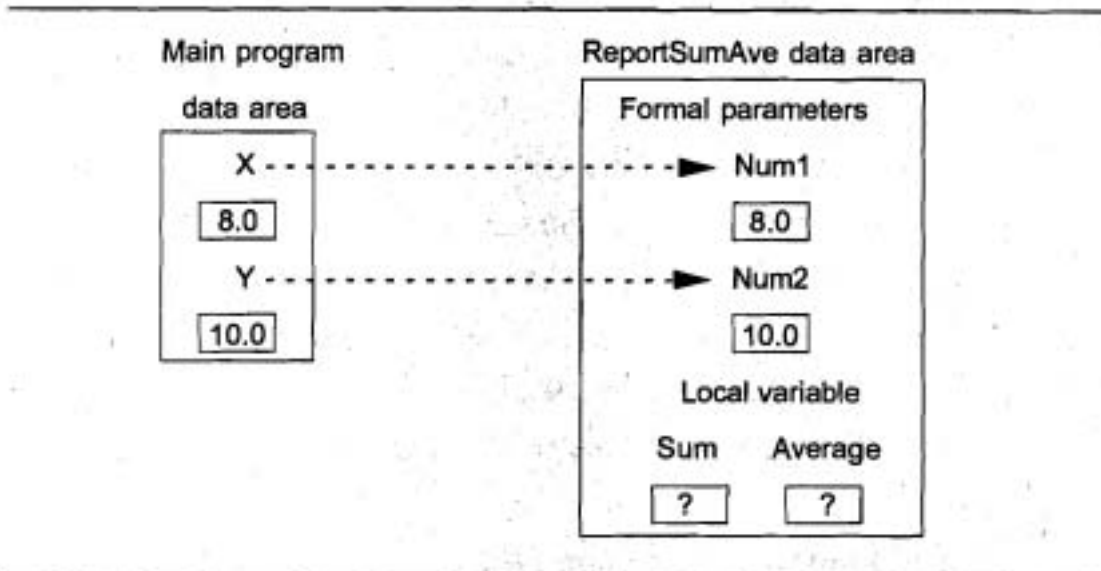 Main program
data area
X
8.0
Y
10.0
ReportSumAve data area
Formal parameters
Num1
8.0
Num2
10.0
Local variable
Sum Average
? ?